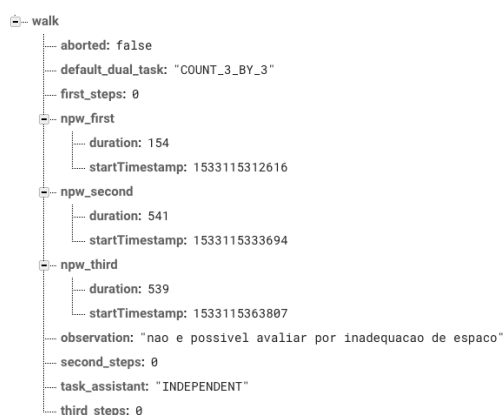 walk
aborted: false
default_dual_task: "COUNT_3_BY_3"
first_steps: 0
npw_first
duration: 154
startTimestamp: 1533115312616
npw_second
duration: 541
startTimestamp: 1533115333694
npw_third
duration: 539
startTimestamp: 1533115363807
observation: "nao e possivel avaliar por inadequacao de espaco"
second_steps: 0
task_assistant: "INDEPENDENT"
third_steps: 0